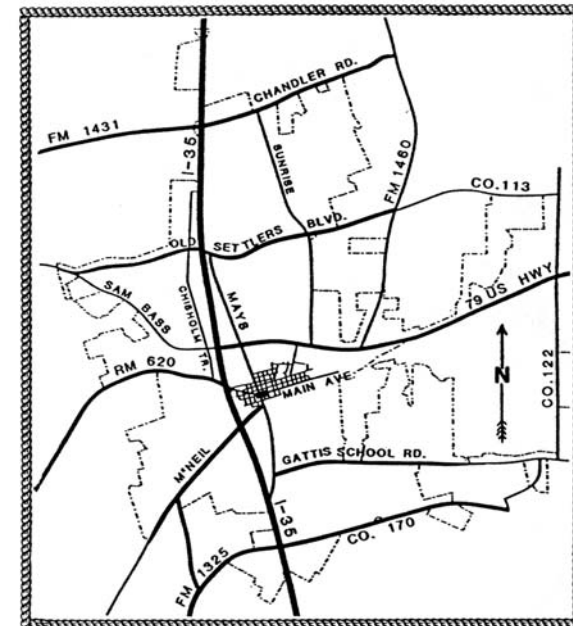 CHANDLER RD.
FM 1431
I-35
SUNRISE
FM 1460
CO. 113
OLD SETTLERS BLVD.
79 US HWY
SAM BASS
CHISHOLM TR.
MAYS
RM 620
MAIN AVE
N
CO. 122
McNEIL
GATTIS SCHOOL RD.
I-35
CO. 170
FM 1325